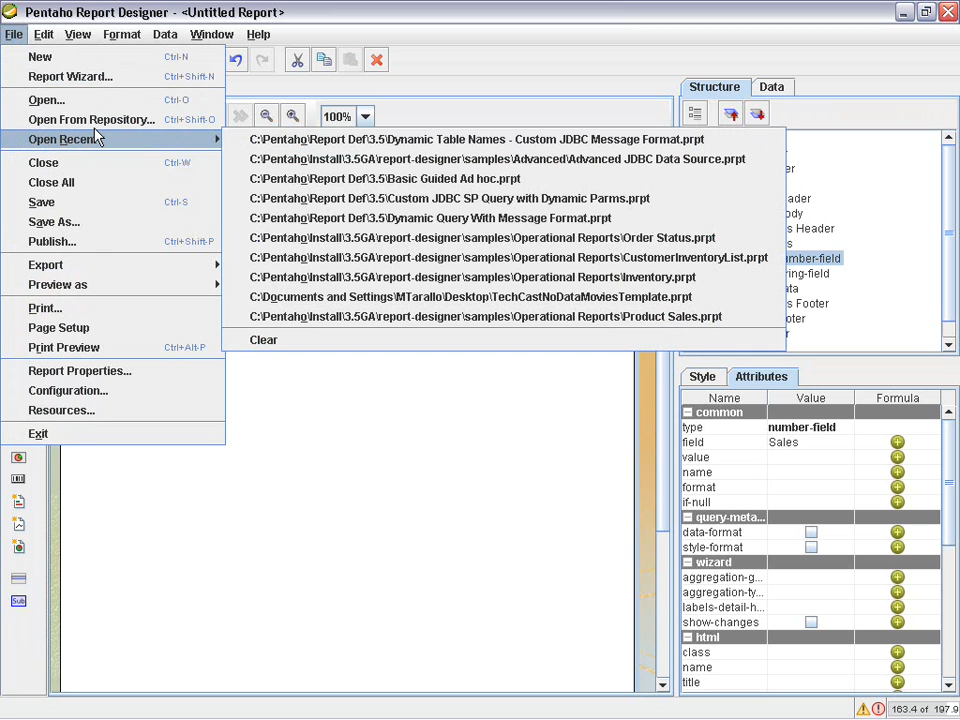 Pentaho Report Designer - <Untitled Report>
File Edit View Format Data Window Help
New Ctrl-N
Report Wizard... Ctrl+Shift-N
Open... Ctrl-O
Open From Repository... Ctrl+Shift-O
Open Recent
Close Ctrl-W
Close All
Save Ctrl-S
Save As...
Publish... Ctrl+Shift-P
Export
Preview as
Print...
Page Setup
Print Preview Ctrl+Alt-P
Report Properties...
Configuration...
Resources...
Exit
100%
C:\Pentaho\Report Def\3.5\Dynamic Table Names - Custom JDBC Message Format.prpt
C:\Pentaho\Install\3.5GA\report-designer\samples\Advanced\Advanced JDBC Data Source.prpt
C:\Pentaho\Report Def\3.5\Basic Guided Ad hoc.prpt
C:\Pentaho\Report Def\3.5\Custom JDBC SP Query with Dynamic Parms.prpt
C:\Pentaho\Report Def\3.5\Dynamic Query With Message Format.prpt
C:\Pentaho\Install\3.5GA\report-designer\samples\Operational Reports\Order Status.prpt
C:\Pentaho\Install\3.5GA\report-designer\samples\Operational Reports\CustomerInventoryList.prpt
C:\Pentaho\Install\3.5GA\report-designer\samples\Operational Reports\Inventory.prpt
C:\Documents and Settings\MTarallo\Desktop\TechCastNoDataMoviesTemplate.prpt
C:\Pentaho\Install\3.5GA\report-designer\samples\Operational Reports\Product Sales.prpt
Clear
Structure Data
er
ader
ody
s Header
s
umber-field
ring-field
ata
s Footer
oter
r
Style Attributes
Name Value Formula
common
type number-field
field Sales
value
name
format
if-null
query-meta...
data-format
style-format
wizard
aggregation-g...
aggregation-ty...
labels-detail-h...
show-changes
html
class
name
title
Sub
163.4 of 197.9